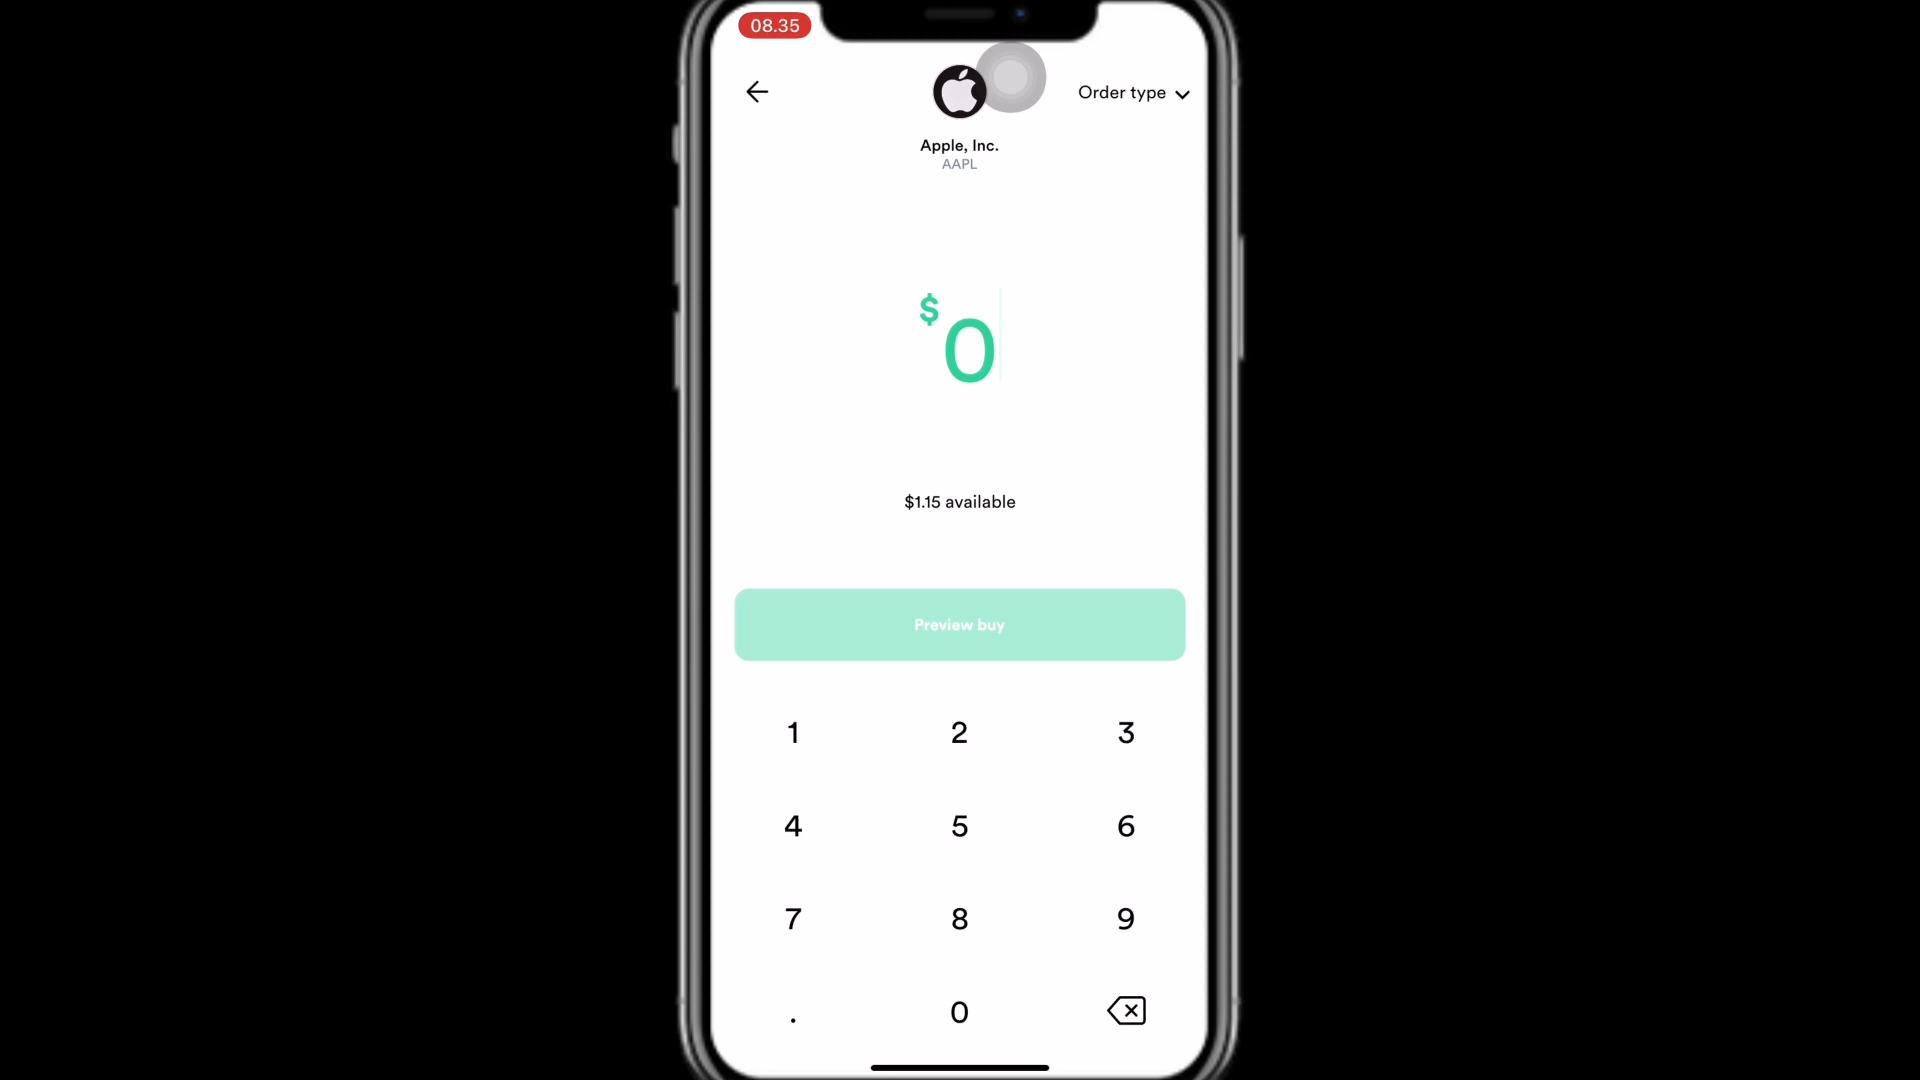 08.35
Order type
Apple, Inc.
AAPL
$0
$1.15 available
Preview buy
1 2 3
4 5 6
7 8 9
. 0